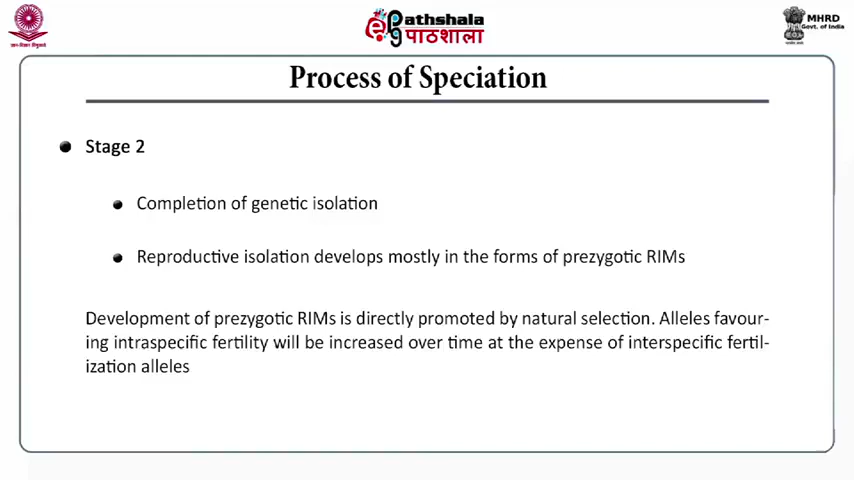 Pathshala
पाठशाला
MHRD
Govt. of India
Process of Speciation
Stage 2
Completion of genetic isolation
Reproductive isolation develops mostly in the forms of prezygotic RIMs
Development of prezygotic RIMs is directly promoted by natural selection. Alleles favour-
ing intraspecific fertility will be increased over time at the expense of interspecific fertil-
ization alleles